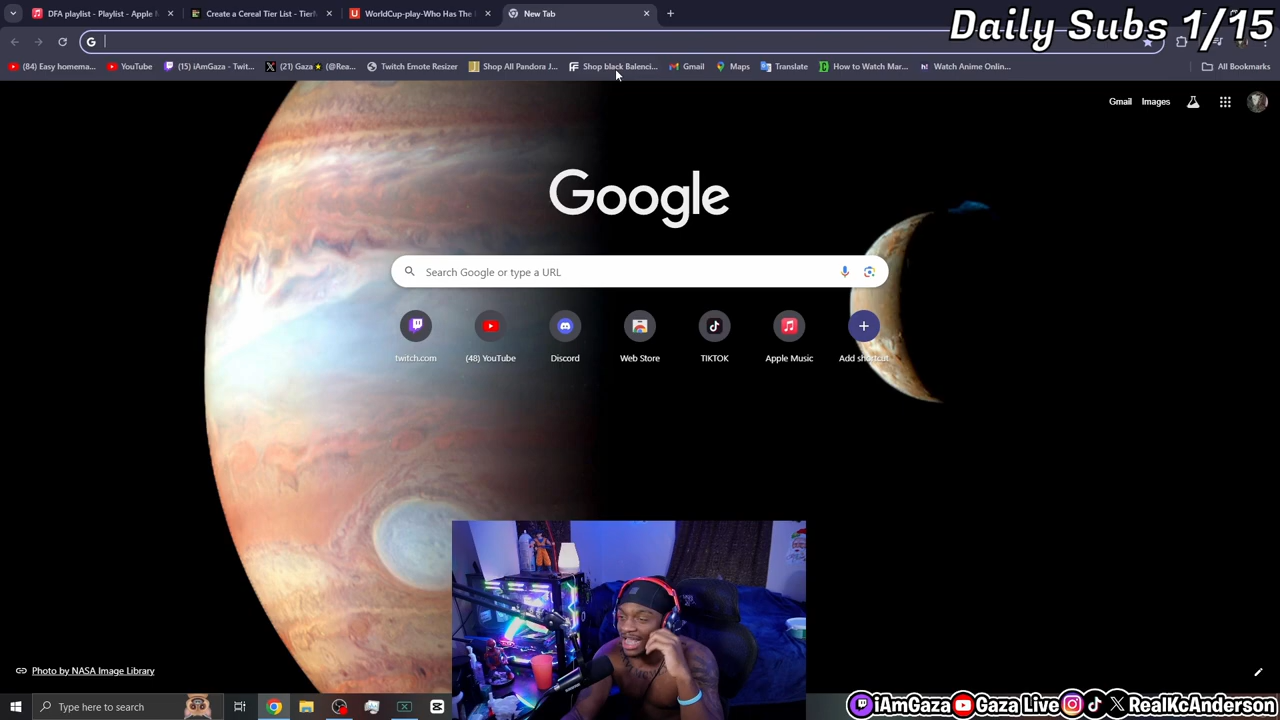 DFA playlist - Playlist - Apple M
Create a Cereal Tier List - TierM
WorldCup-play-Who Has The
New Tab
Daily Subs 1/15
(84) Easy homema...
YouTube
(15) iAmGaza - Twit...
(21) Gaza★ (@Rea...
Twitch Emote Resizer
Shop All Pandora J...
Shop black Balenci...
Gmail
Maps
Translate
How to Watch Mar...
Watch Anime Onlin...
All Bookmarks
Gmail
Images
Google
Search Google or type a URL
twitch.com
(48) YouTube
Discord
Web Store
TIKTOK
Apple Music
Add shortcut
Photo by NASA Image Library
Type here to search
iAmGaza
Gaza Live
RealKcAnderson